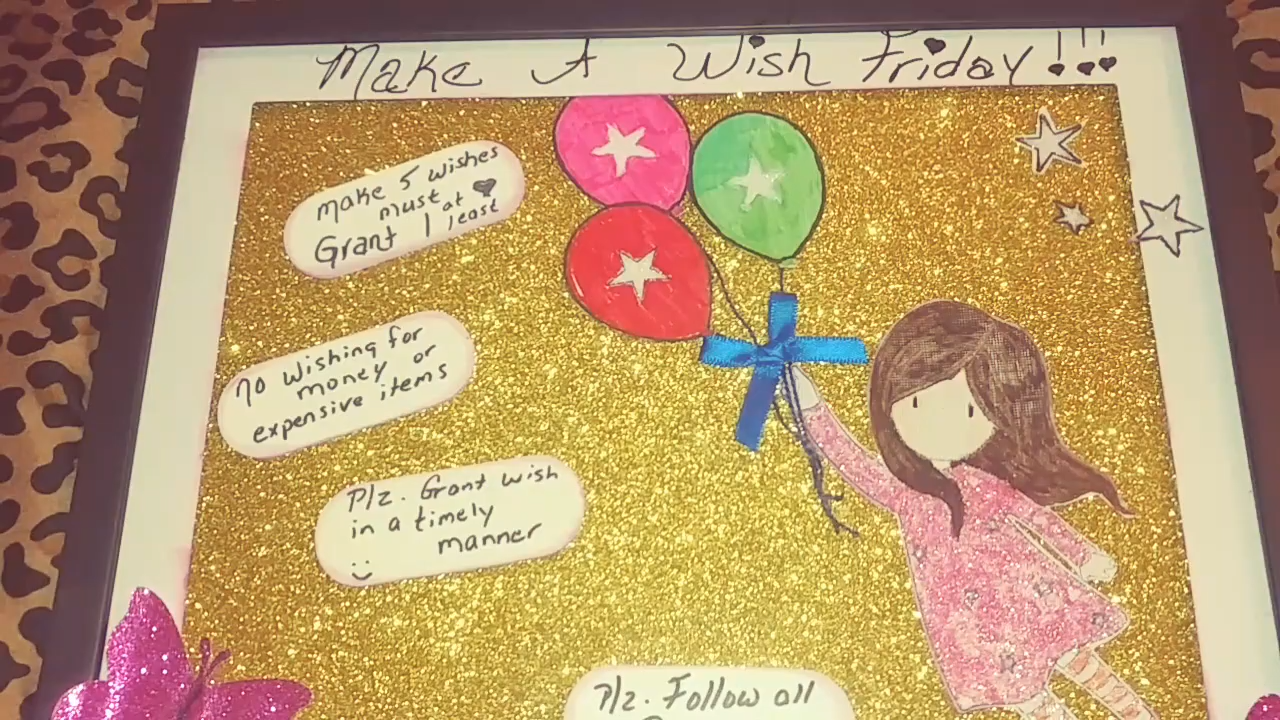 Make A Wish Friday!!!
make 5 wishes
must at
Grant 1 least
no wishing for
money or
expensive items
Plz. Grant wish
in a timely
manner
Plz. Follow all